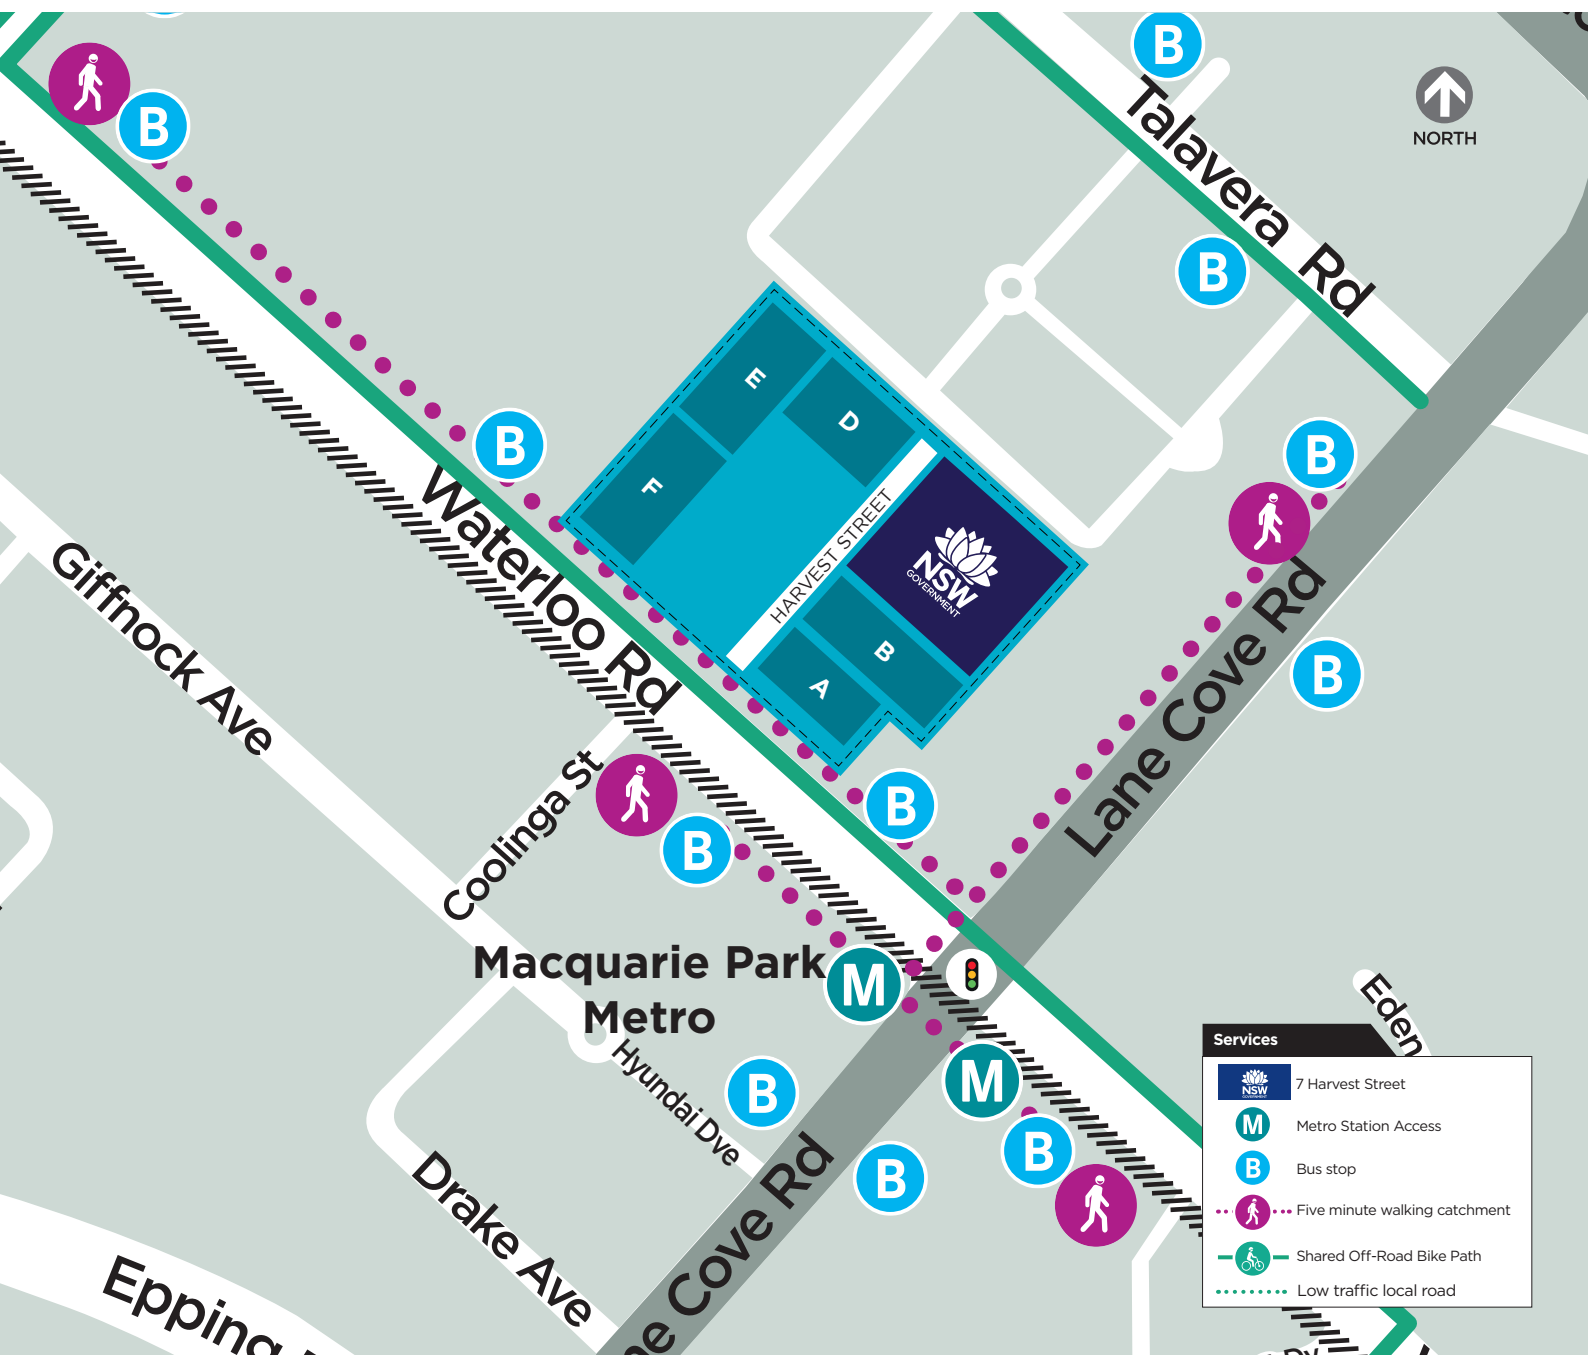 B
B
Talavera Rd
NORTH
B
B
E
D
F
HARVEST STREET
NSW
GOVERNMENT
B
A
B
B
B
Waterloo Rd
Giffnock Ave
Lane Cove Rd
Coolinga St
B
B
Macquarie Park
Metro
M
M
Hyundai Dve
B
B
B
Drake Ave
Cove Rd
Epping
Eden
Services
NSW
GOVERNMENT
7 Harvest Street
M
Metro Station Access
B
Bus stop
Five minute walking catchment
Shared Off-Road Bike Path
Low traffic local road